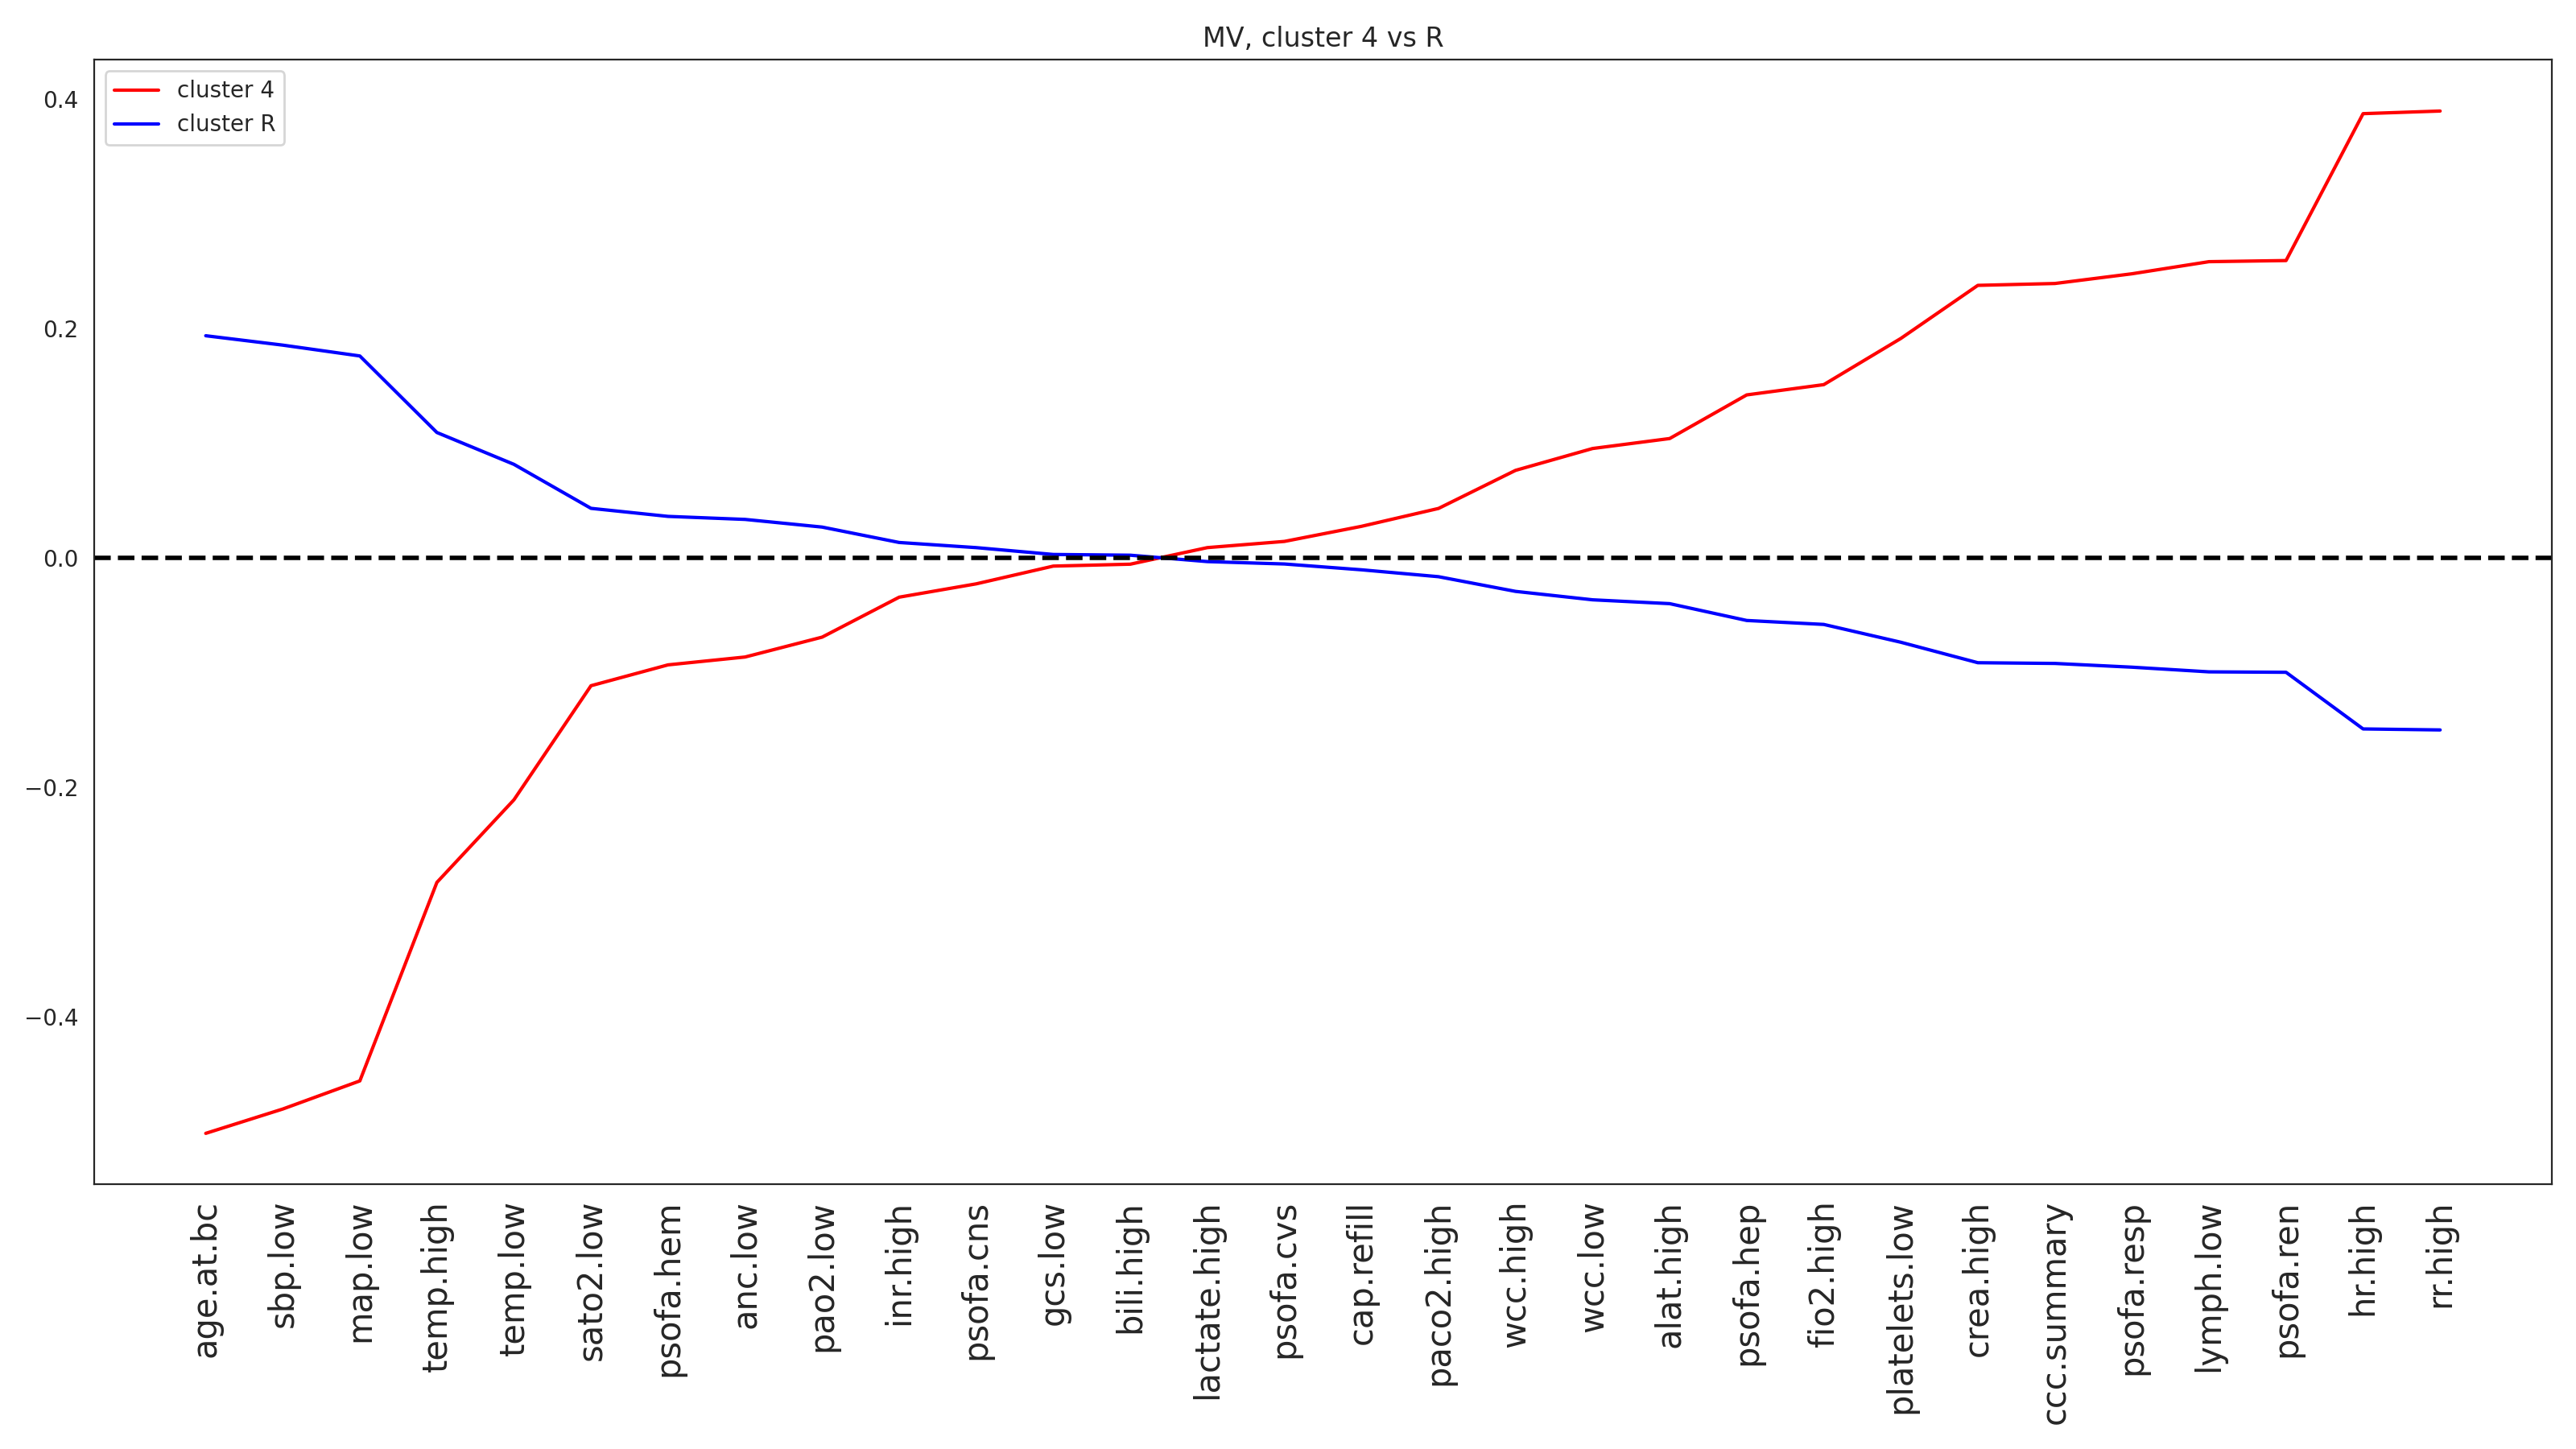 MV, cluster 4 vs R
cluster 4
cluster R
0.4
0.2
0.0
−0.2
−0.4
age.at.bc
sbp.low
map.low
temp.high
temp.low
sato2.low
psofa.hem
anc.low
pao2.low
inr.high
psofa.cns
gcs.low
bili.high
lactate.high
psofa.cvs
cap.refill
paco2.high
wcc.high
wcc.low
alat.high
psofa.hep
fio2.high
platelets.low
crea.high
ccc.summary
psofa.resp
lymph.low
psofa.ren
hr.high
rr.high